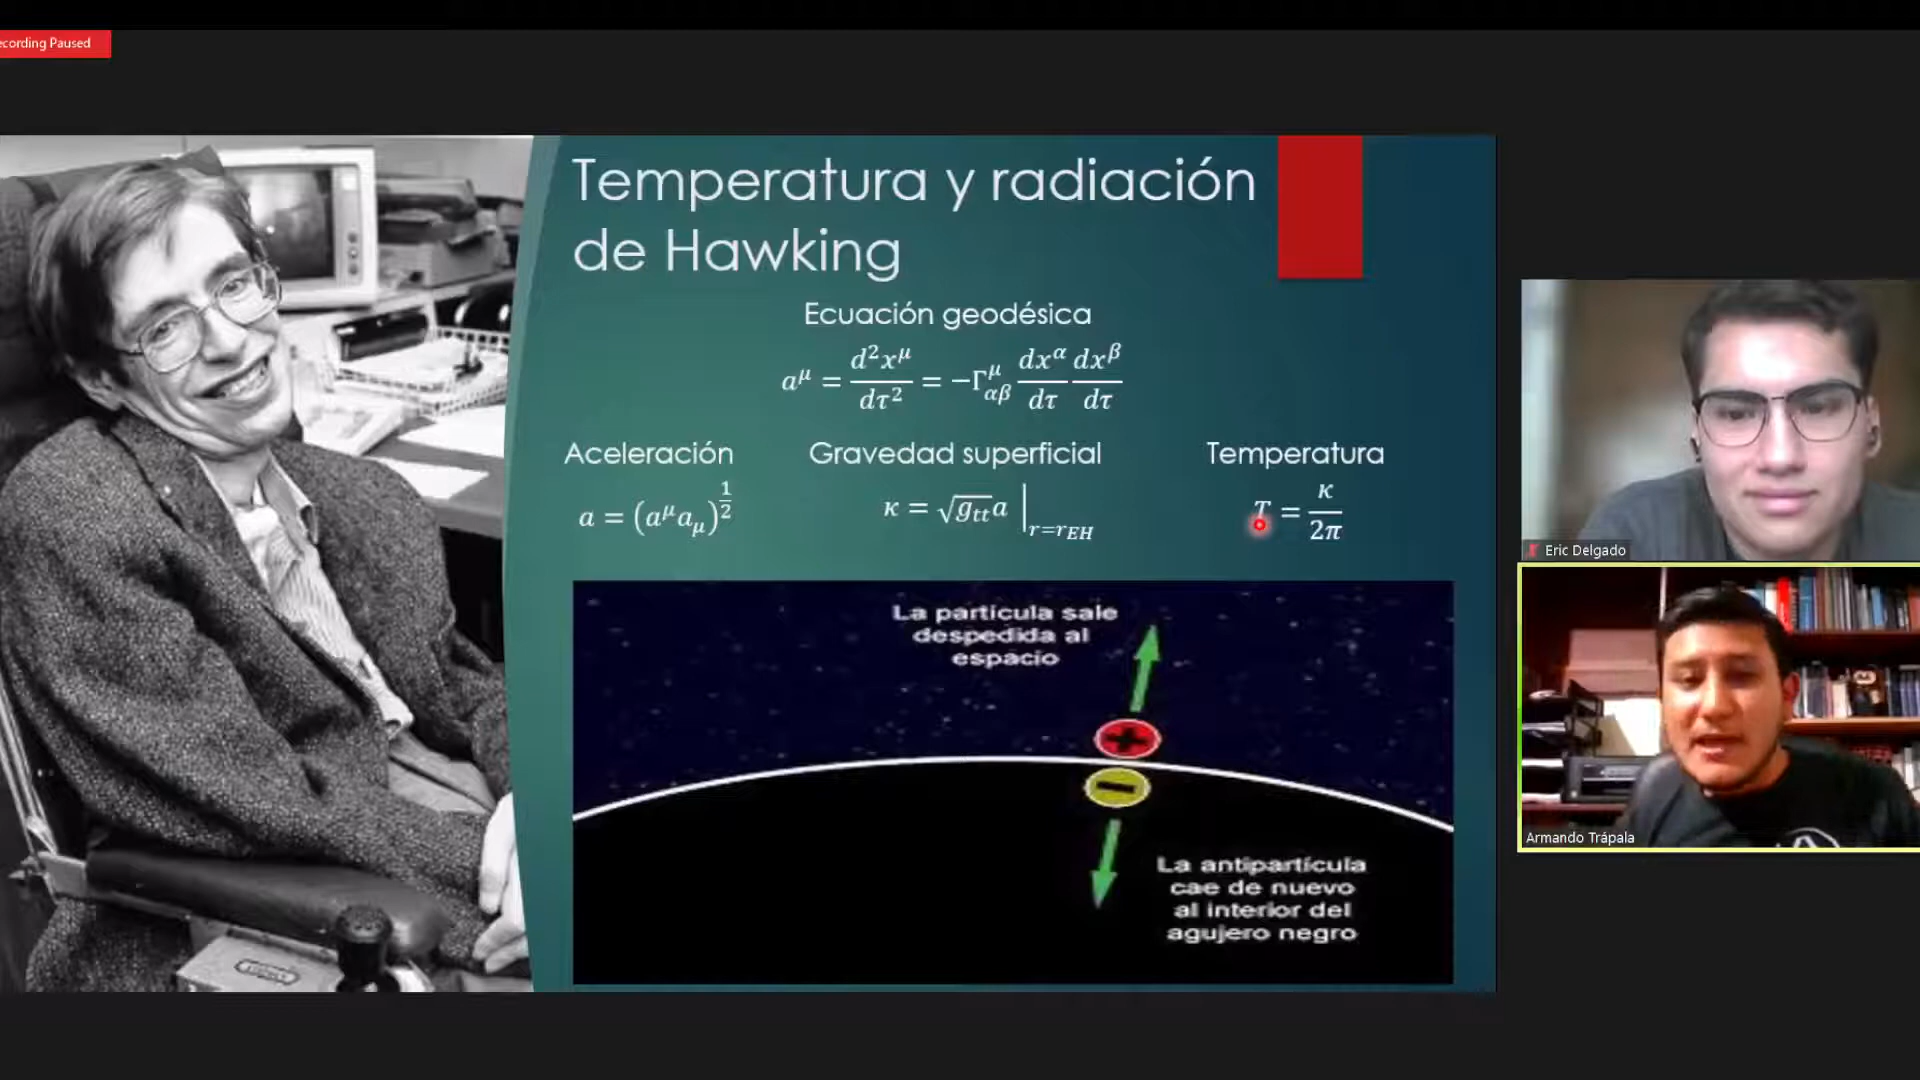 ecording Paused
Temperatura y radiación
de Hawking
Ecuación geodésica
a^μ = d²x^μ/dτ² = −Γ^μ_αβ dx^α/dτ dx^β/dτ
Aceleración
Gravedad superficial
Temperatura
a = (a^μ a_μ)^1/2
κ = √g_tt a |_r=r_EH
T = κ/2π
La partícula sale
despedida al
espacio
+
−
La antipartícula
cae de nuevo
al interior del
agujero negro
Eric Delgado
Armando Trápala